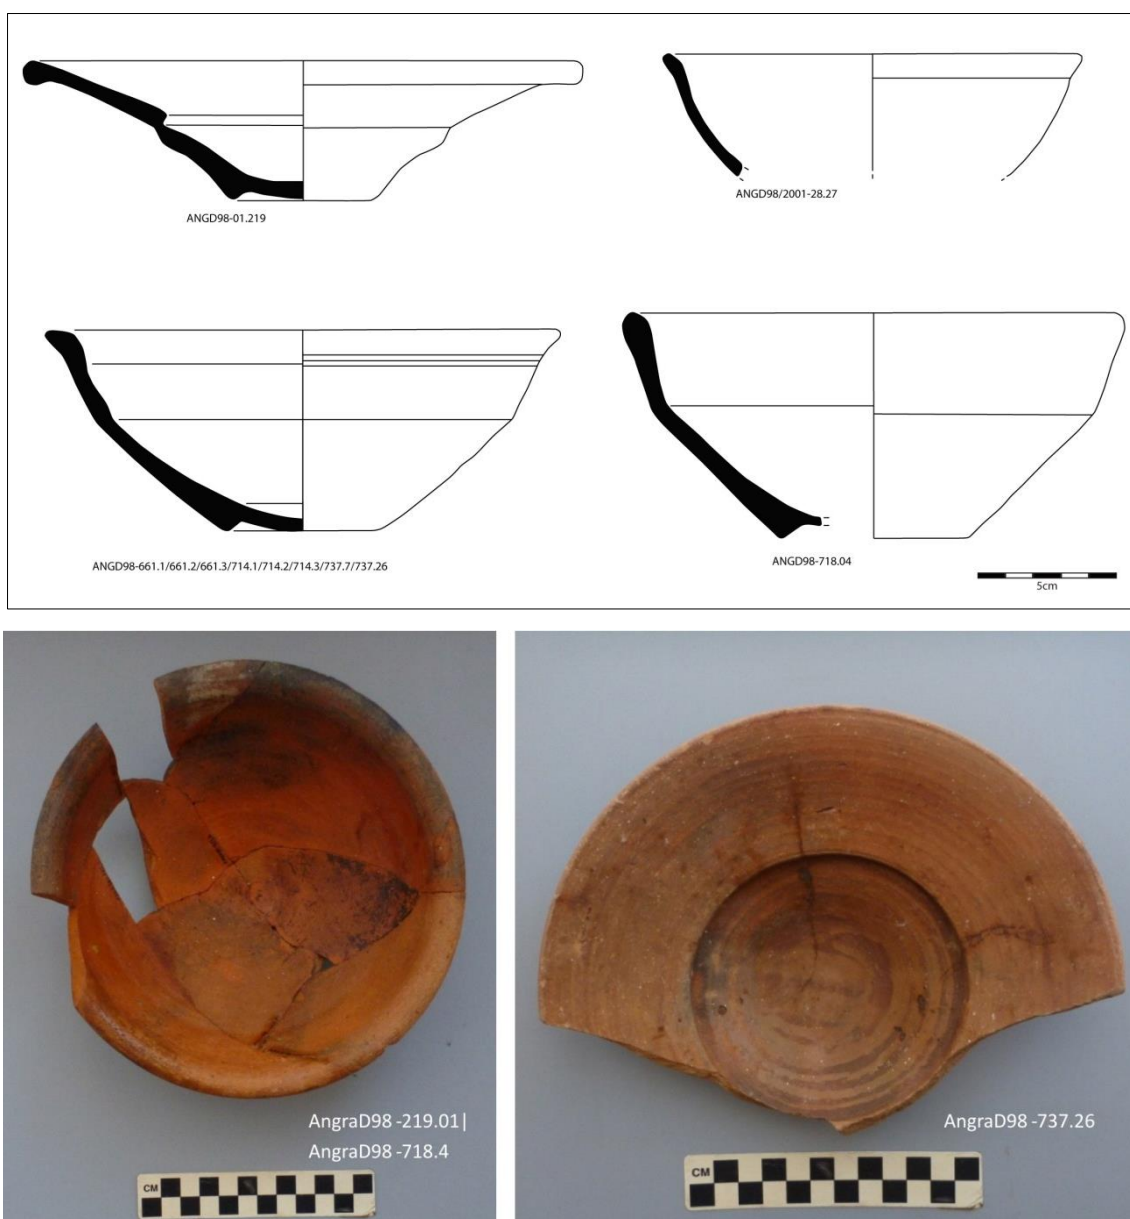 ANGD98-01.219
ANGD98/2001-28.27
ANGD98-661.1/661.2/661.3/714.1/714.2/714.3/737.7/737.26
ANGD98-718.04
5cm
AngraD98 -219.01|
AngraD98 -718.4
CM
AngraD98 -737.26
CM